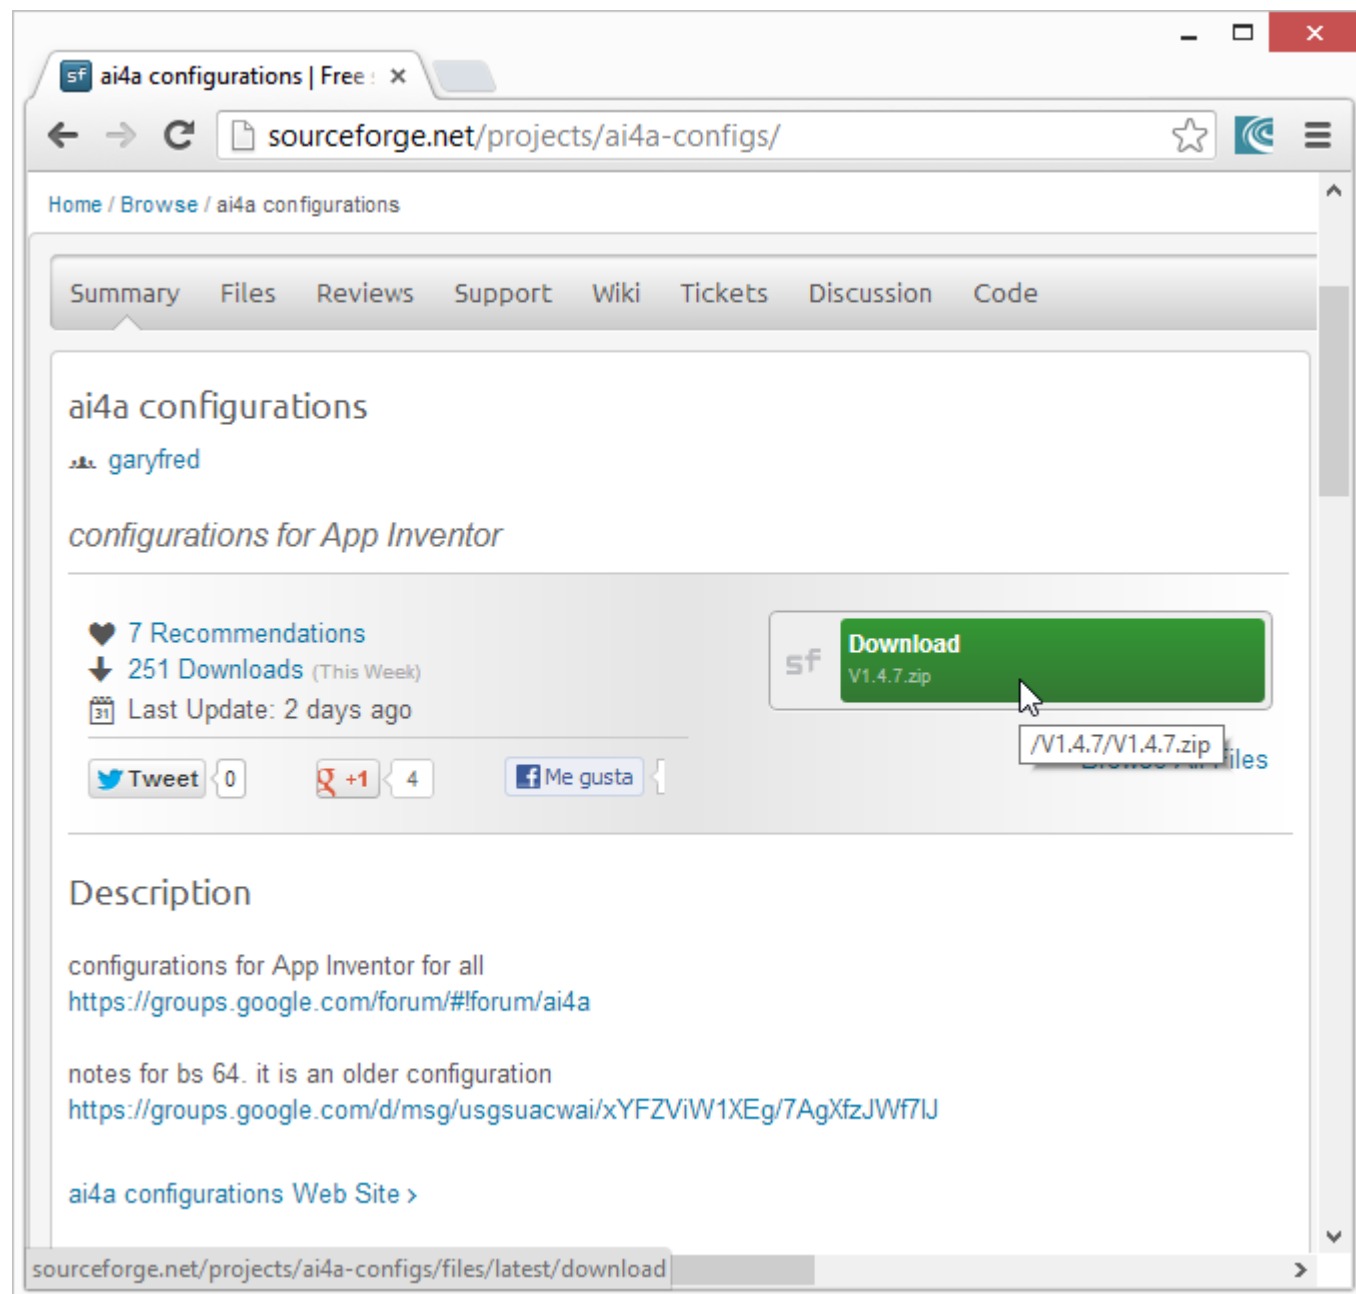 sf ai4a configurations | Free
sourceforge.net/projects/ai4a-configs/
Home / Browse / ai4a configurations
Summary Files Reviews Support Wiki Tickets Discussion Code
ai4a configurations
garyfred
configurations for App Inventor
7 Recommendations
251 Downloads (This Week)
31 Last Update: 2 days ago
sf Download
V1.4.7.zip
/V1.4.7/V1.4.7.zip
Tweet 0 +1 4 f Me gusta
Description
configurations for App Inventor for all
https://groups.google.com/forum/#!forum/ai4a
notes for bs 64. it is an older configuration
https://groups.google.com/d/msg/usgsuacwai/xYFZViW1XEg/7AgXfzJWf7IJ
ai4a configurations Web Site ›
sourceforge.net/projects/ai4a-configs/files/latest/download